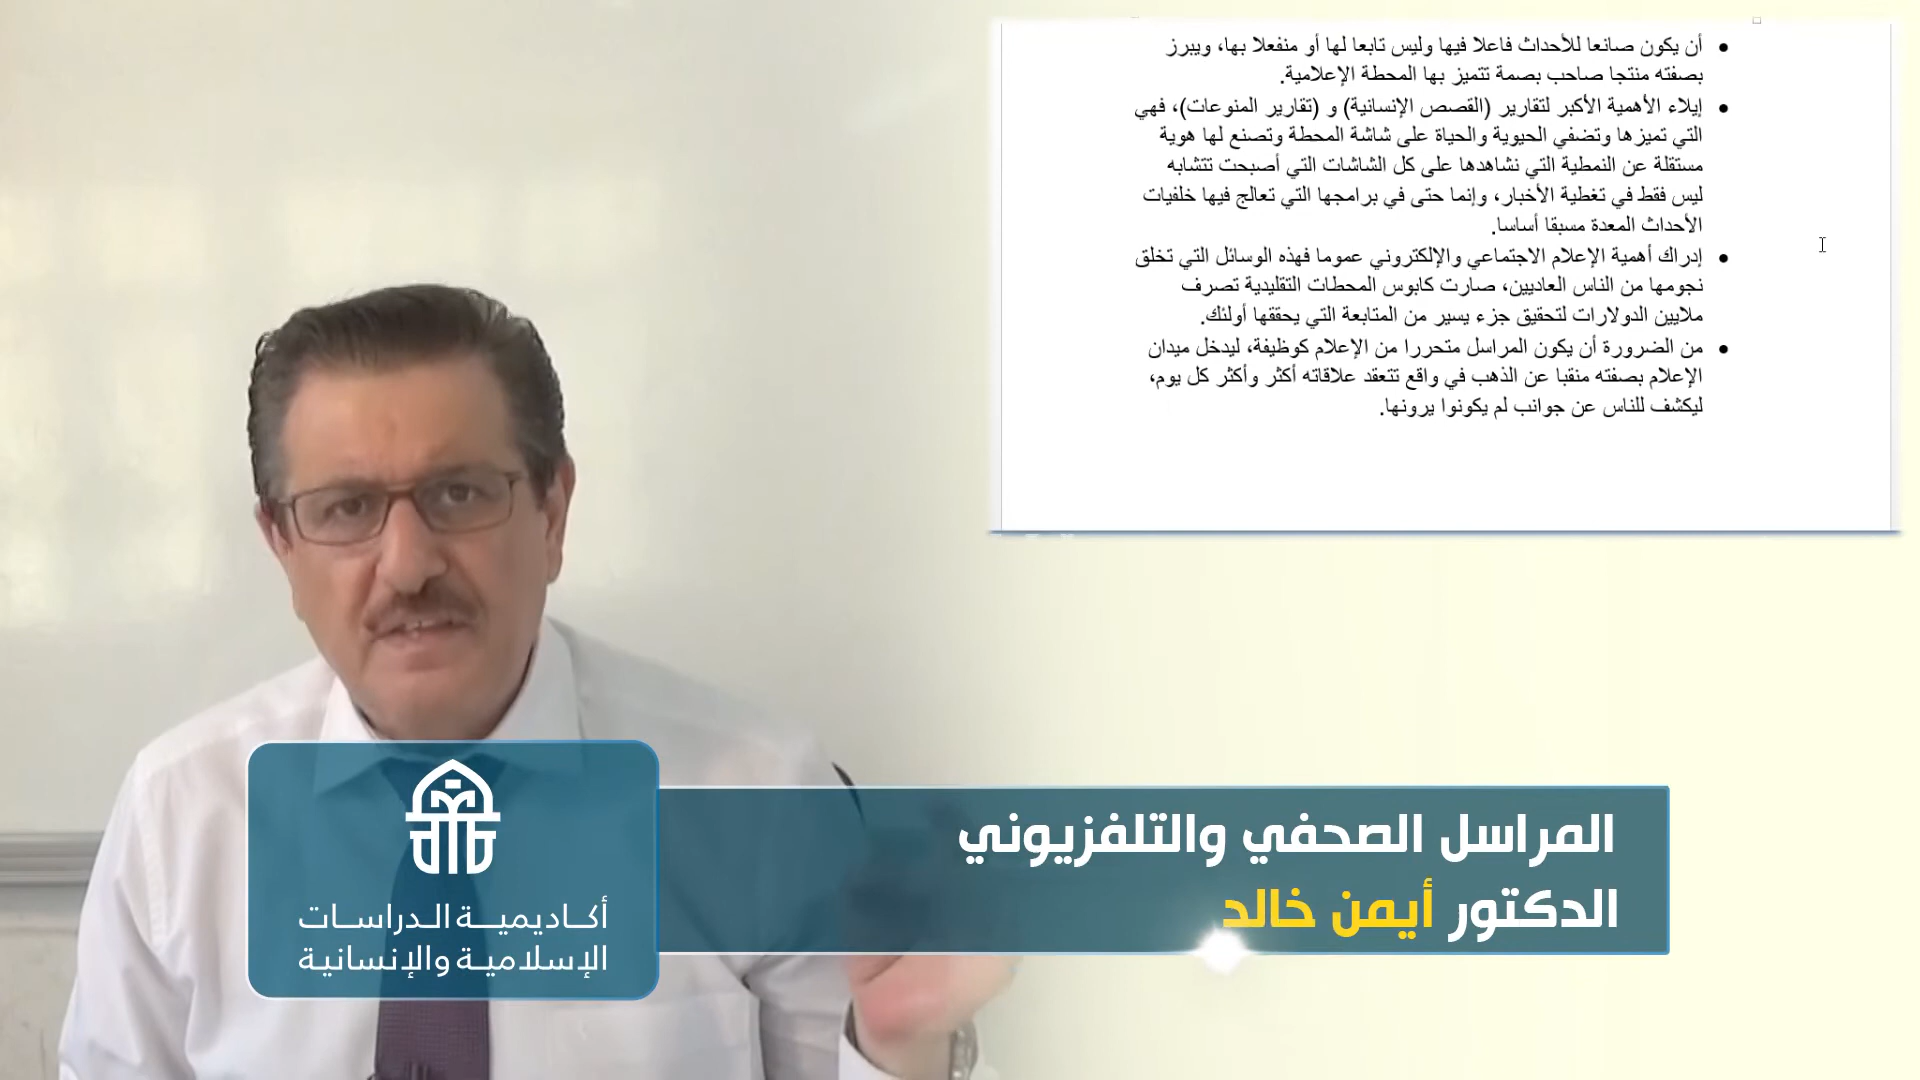 أن يكون صانعا للأحداث فاعلا فيها وليس تابعا لها أو منفعلا بها، ويبرز
بصفته منتجا صاحب بصمة تتميز بها المحطة الإعلامية.
إيلاء الأهمية الأكبر لتقارير (القصص الإنسانية) و (تقارير المنوعات)، فهي
التي تميزها وتضفي الحيوية والحياة على شاشة المحطة وتصنع لها هوية
مستقلة عن النمطية التي نشاهدها على كل الشاشات التي أصبحت تتشابه
ليس فقط في تغطية الأخبار، وإنما حتى في برامجها التي تعالج فيها خلفيات
الأحداث المعدة مسبقا أساسا.
إدراك أهمية الإعلام الاجتماعي والإلكتروني عموما فهذه الوسائل التي تخلق
نجومها من الناس العاديين، صارت كابوس المحطات التقليدية تصرف
ملايين الدولارات لتحقيق جزء يسير من المتابعة التي يحققها أولئك.
من الضرورة أن يكون المراسل متحررا من الإعلام كوظيفة، ليدخل ميدان
الإعلام بصفته منقبا عن الذهب في واقع تتعقد علاقاته أكثر وأكثر كل يوم،
ليكشف للناس عن جوانب لم يكونوا يرونها.
المراسل الصحفي والتلفزيوني
الدكتور أيمن خالد
أكـاديميـة الـدراسـات
الإسلامية والإنسانية